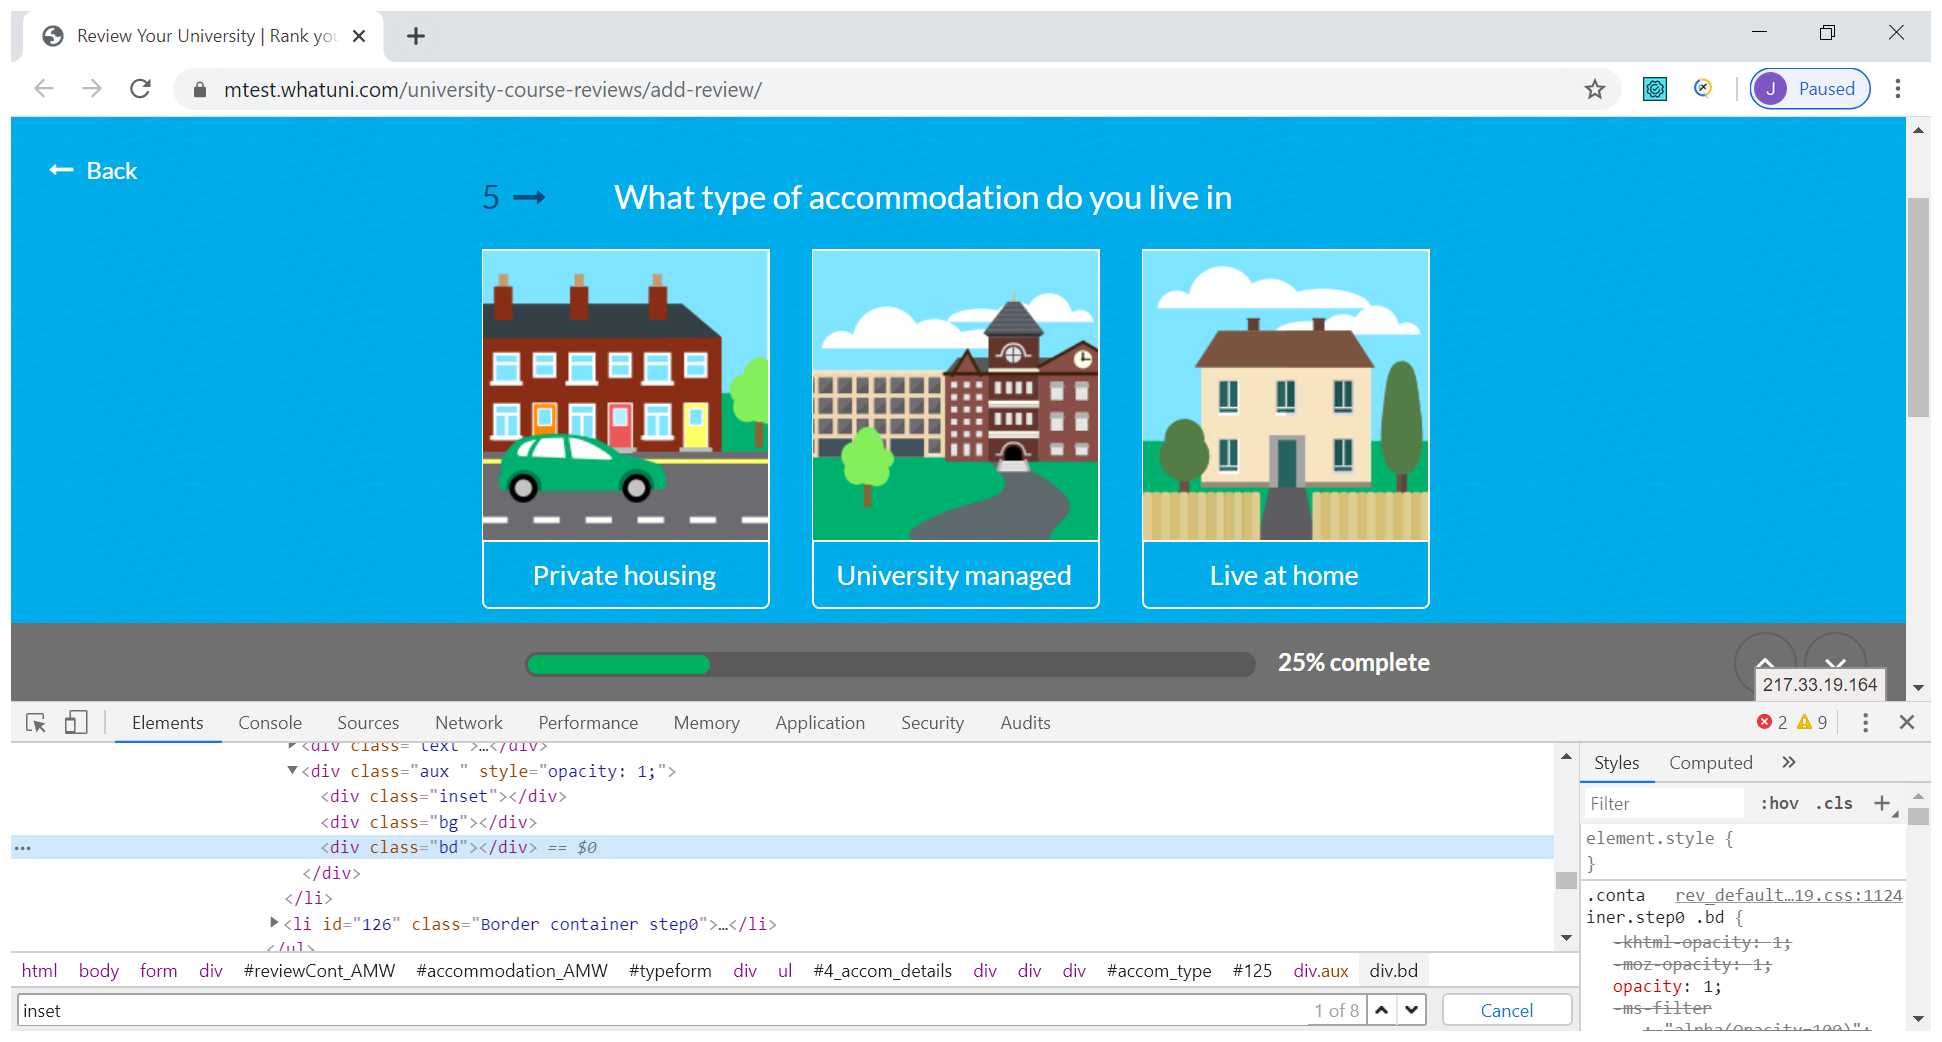 Review Your University | Rank you
mtest.whatuni.com/university-course-reviews/add-review/
J Paused
Back
5 What type of accommodation do you live in
Private housing
University managed
Live at home
25% complete
217.33.19.164
Elements Console Sources Network Performance Memory Application Security Audits 2 9
<div class="text">…</div>
<div class="aux " style="opacity: 1;">
<div class="inset"></div>
<div class="bg"></div>
… <div class="bd"></div> == $0
</div>
</li>
<li id="126" class="Border container step0">…</li>
</ul>
html body form div #reviewCont_AMW #accommodation_AMW #typeform div ul #4_accom_details div div div #accom_type #125 div.aux div.bd
inset 1 of 8 Cancel
Styles Computed »
Filter :hov .cls +
element.style {
}
.conta rev_default…19.css:1124
iner.step0 .bd {
-khtml-opacity: 1;
-moz-opacity: 1;
opacity: 1;
-ms-filter
: "alpha(Opacity=100)";